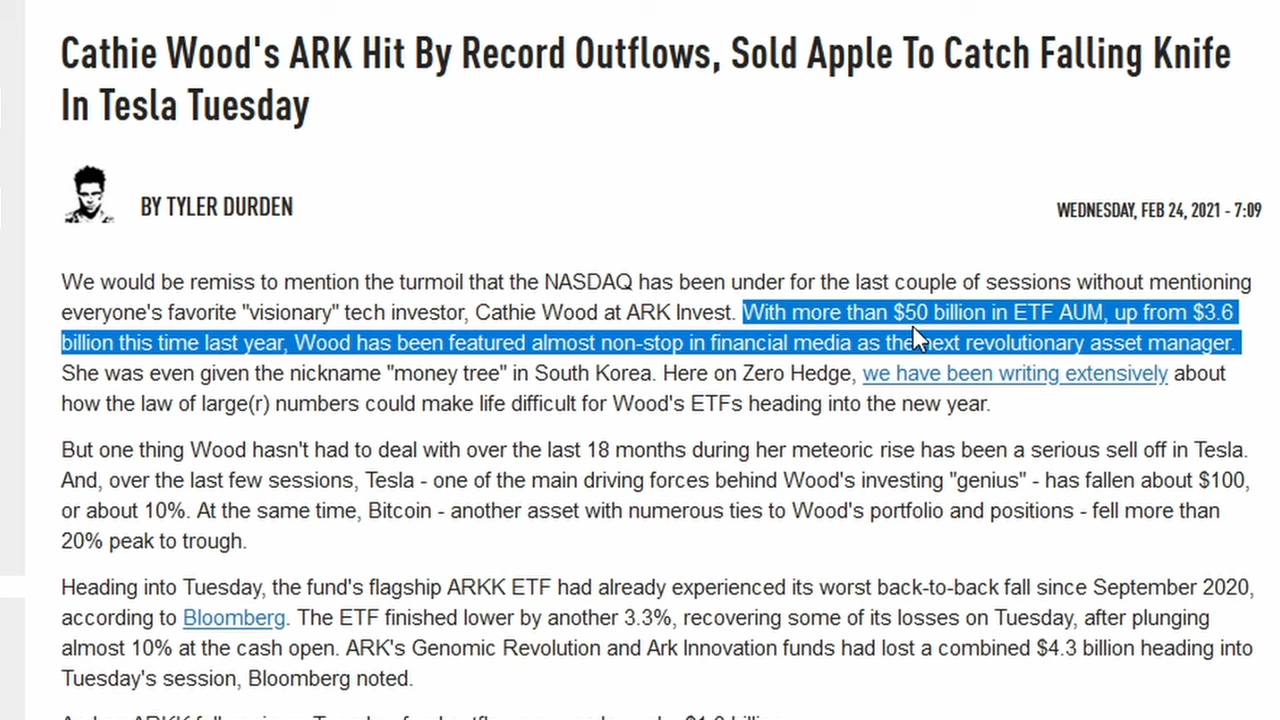 Cathie Wood's ARK Hit By Record Outflows, Sold Apple To Catch Falling Knife
In Tesla Tuesday
BY TYLER DURDEN
WEDNESDAY, FEB 24, 2021 - 7:09
We would be remiss to mention the turmoil that the NASDAQ has been under for the last couple of sessions without mentioning
everyone's favorite "visionary" tech investor, Cathie Wood at ARK Invest. With more than $50 billion in ETF AUM, up from $3.6
billion this time last year, Wood has been featured almost non-stop in financial media as the next revolutionary asset manager.
She was even given the nickname "money tree" in South Korea. Here on Zero Hedge, we have been writing extensively about
how the law of large(r) numbers could make life difficult for Wood's ETFs heading into the new year.
But one thing Wood hasn't had to deal with over the last 18 months during her meteoric rise has been a serious sell off in Tesla.
And, over the last few sessions, Tesla - one of the main driving forces behind Wood's investing "genius" - has fallen about $100,
or about 10%. At the same time, Bitcoin - another asset with numerous ties to Wood's portfolio and positions - fell more than
20% peak to trough.
Heading into Tuesday, the fund's flagship ARKK ETF had already experienced its worst back-to-back fall since September 2020,
according to Bloomberg. The ETF finished lower by another 3.3%, recovering some of its losses on Tuesday, after plunging
almost 10% at the cash open. ARK's Genomic Revolution and Ark Innovation funds had lost a combined $4.3 billion heading into
Tuesday's session, Bloomberg noted.